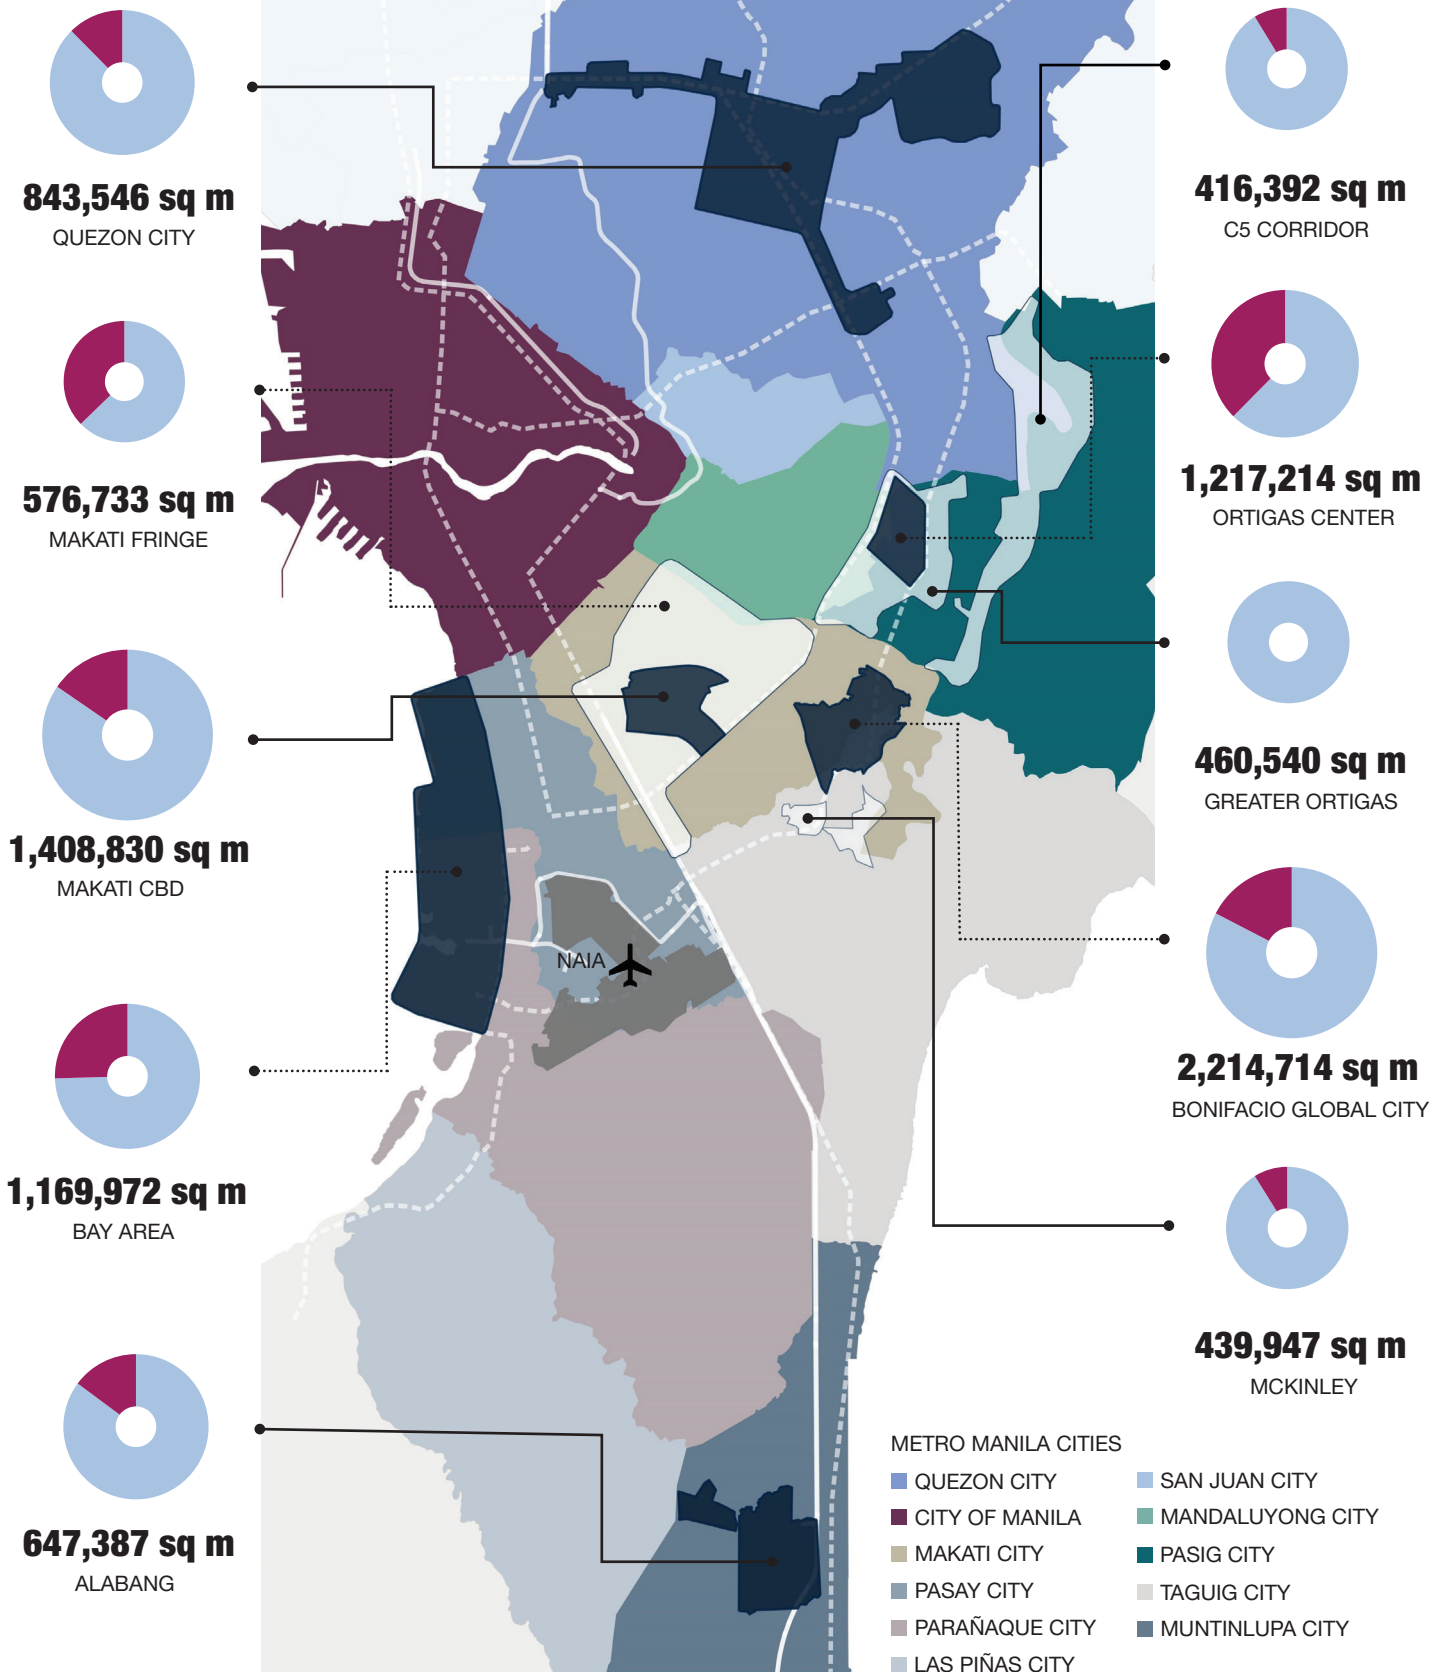 843,546 sq m
QUEZON CITY
576,733 sq m
MAKATI FRINGE
1,408,830 sq m
MAKATI CBD
1,169,972 sq m
BAY AREA
647,387 sq m
ALABANG
NAIA
416,392 sq m
C5 CORRIDOR
1,217,214 sq m
ORTIGAS CENTER
460,540 sq m
GREATER ORTIGAS
2,214,714 sq m
BONIFACIO GLOBAL CITY
439,947 sq m
MCKINLEY
METRO MANILA CITIES
QUEZON CITY
CITY OF MANILA
MAKATI CITY
PASAY CITY
PARAÑAQUE CITY
LAS PIÑAS CITY
SAN JUAN CITY
MANDALUYONG CITY
PASIG CITY
TAGUIG CITY
MUNTINLUPA CITY